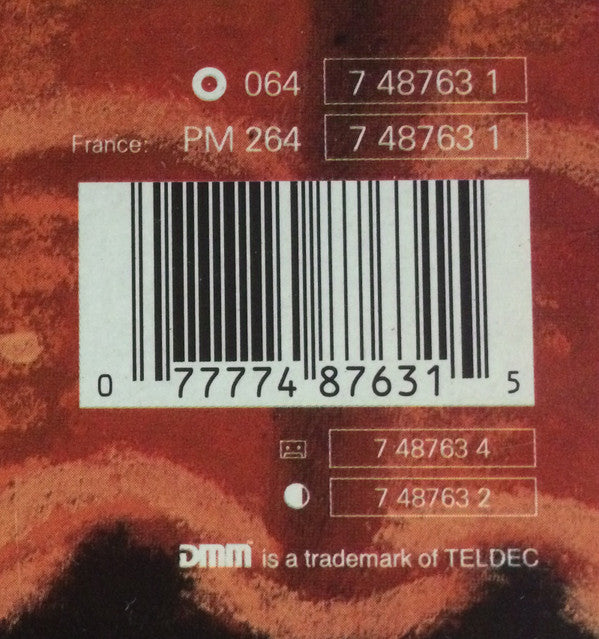 064 7 48763 1
France: PM 264 7 48763 1
0 77774 87631 5
7 48763 4
7 48763 2
DMM is a trademark of TELDEC